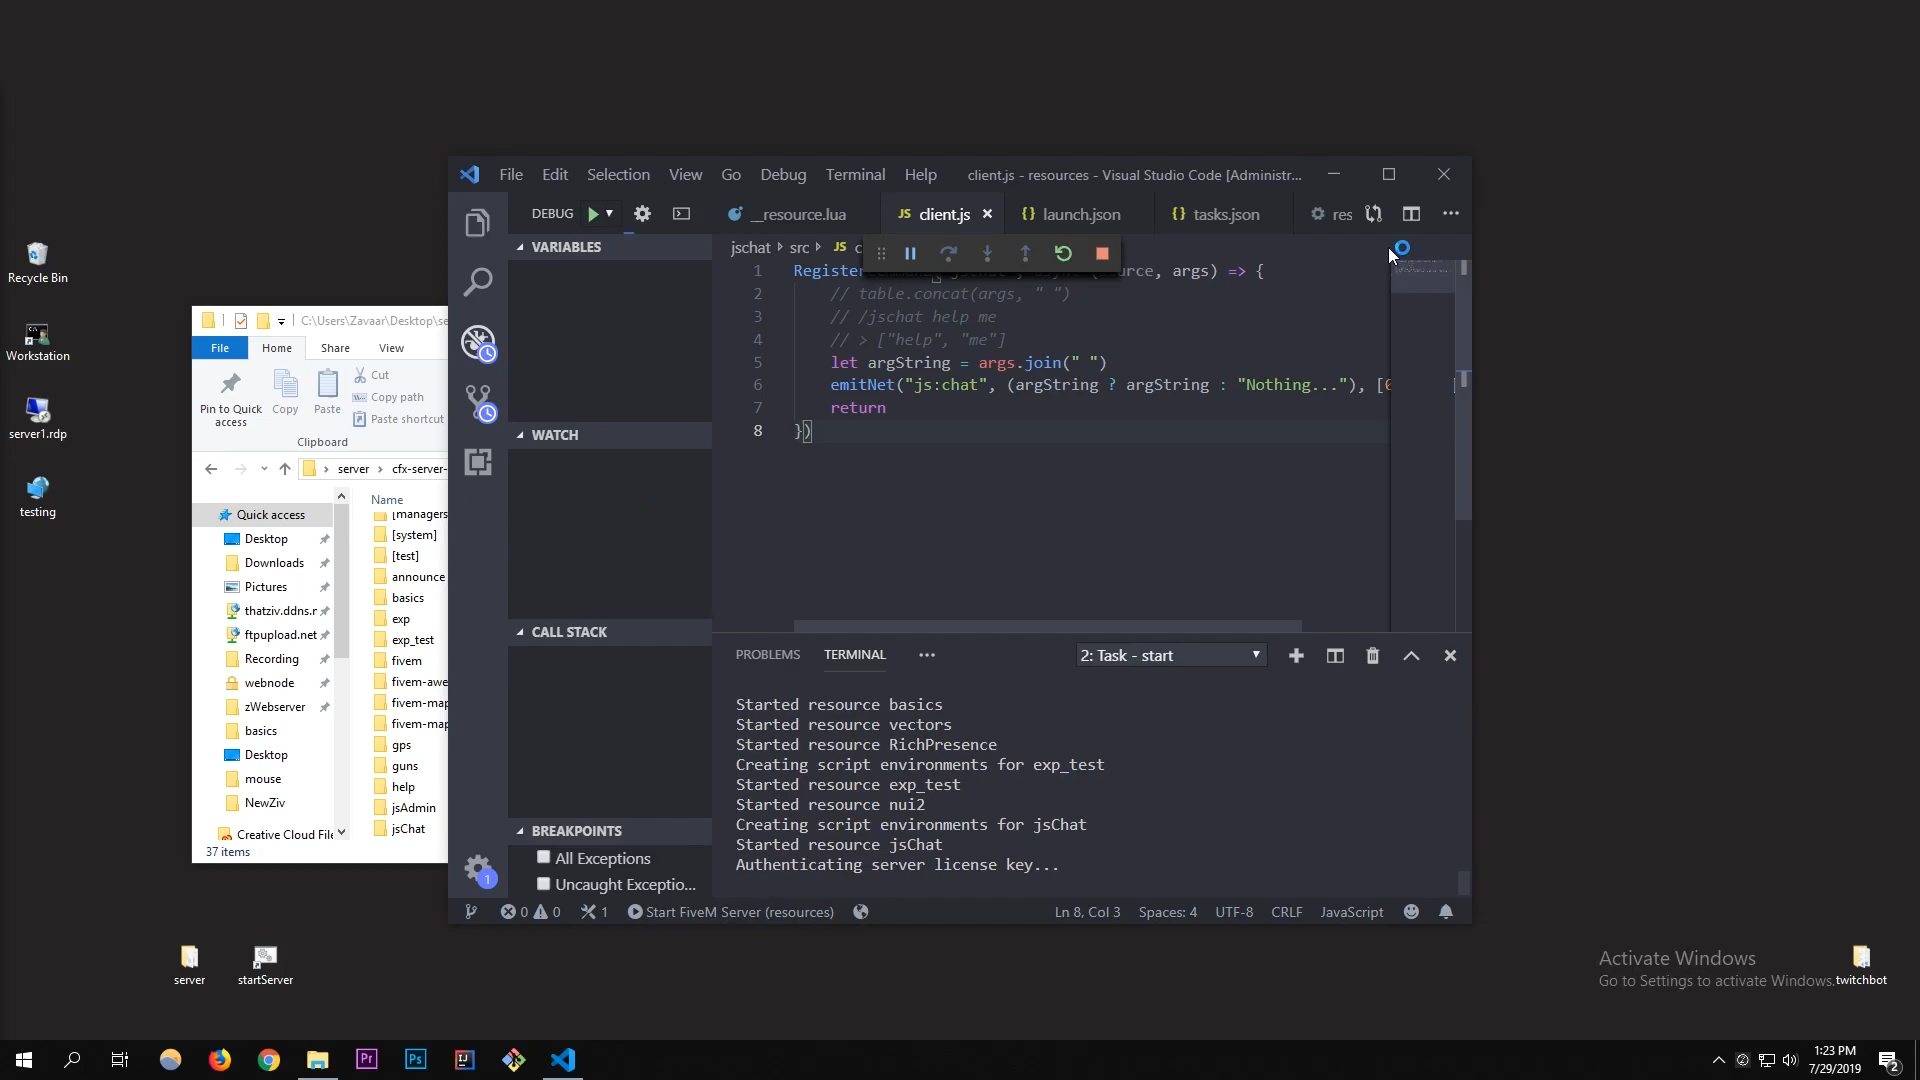 Recycle Bin
Workstation
server1.rdp
testing
server
startServer
C:\Users\Zavaar\Desktop\se
File Home Share View
Pin to Quick access
Copy
Paste
Cut
Copy path
Paste shortcut
Clipboard
server cfx-server-
Name
Quick access
Desktop
Downloads
Pictures
thatziv.ddns.r
ftpupload.net
Recording
webnode
zWebserver
basics
Desktop
mouse
NewZiv
Creative Cloud File
[managers
[system]
[test]
announce
basics
exp
exp_test
fivem
fivem-awe
fivem-map
fivem-map
gps
guns
help
jsAdmin
jsChat
37 items
File Edit Selection View Go Debug Terminal Help client.js - resources - Visual Studio Code [Administr...
DEBUG
__resource.lua JS client.js {} launch.json {} tasks.json res
VARIABLES
WATCH
CALL STACK
BREAKPOINTS
All Exceptions
Uncaught Exceptio...
jschat src JS c
1 Register source, args) => {
2 // table.concat(args, " ")
3 // /jschat help me
4 // > ["help", "me"]
5 let argString = args.join(" ")
6 emitNet("js:chat", (argString ? argString : "Nothing..."), [0
7 return
8 })
PROBLEMS TERMINAL 2: Task - start
Started resource basics
Started resource vectors
Started resource RichPresence
Creating script environments for exp_test
Started resource exp_test
Started resource nui2
Creating script environments for jsChat
Started resource jsChat
Authenticating server license key...
1
0 0 1 Start FiveM Server (resources) Ln 8, Col 3 Spaces: 4 UTF-8 CRLF JavaScript
Activate Windows
Go to Settings to activate Windows.
twitchbot
Pr
Ps
IJ
1:23 PM
7/29/2019
2